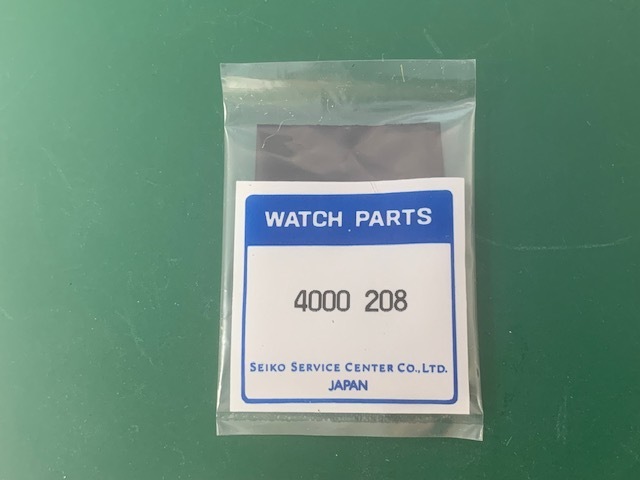 WATCH PARTS
4000 208
SEIKO SERVICE CENTER CO.,LTD.
JAPAN